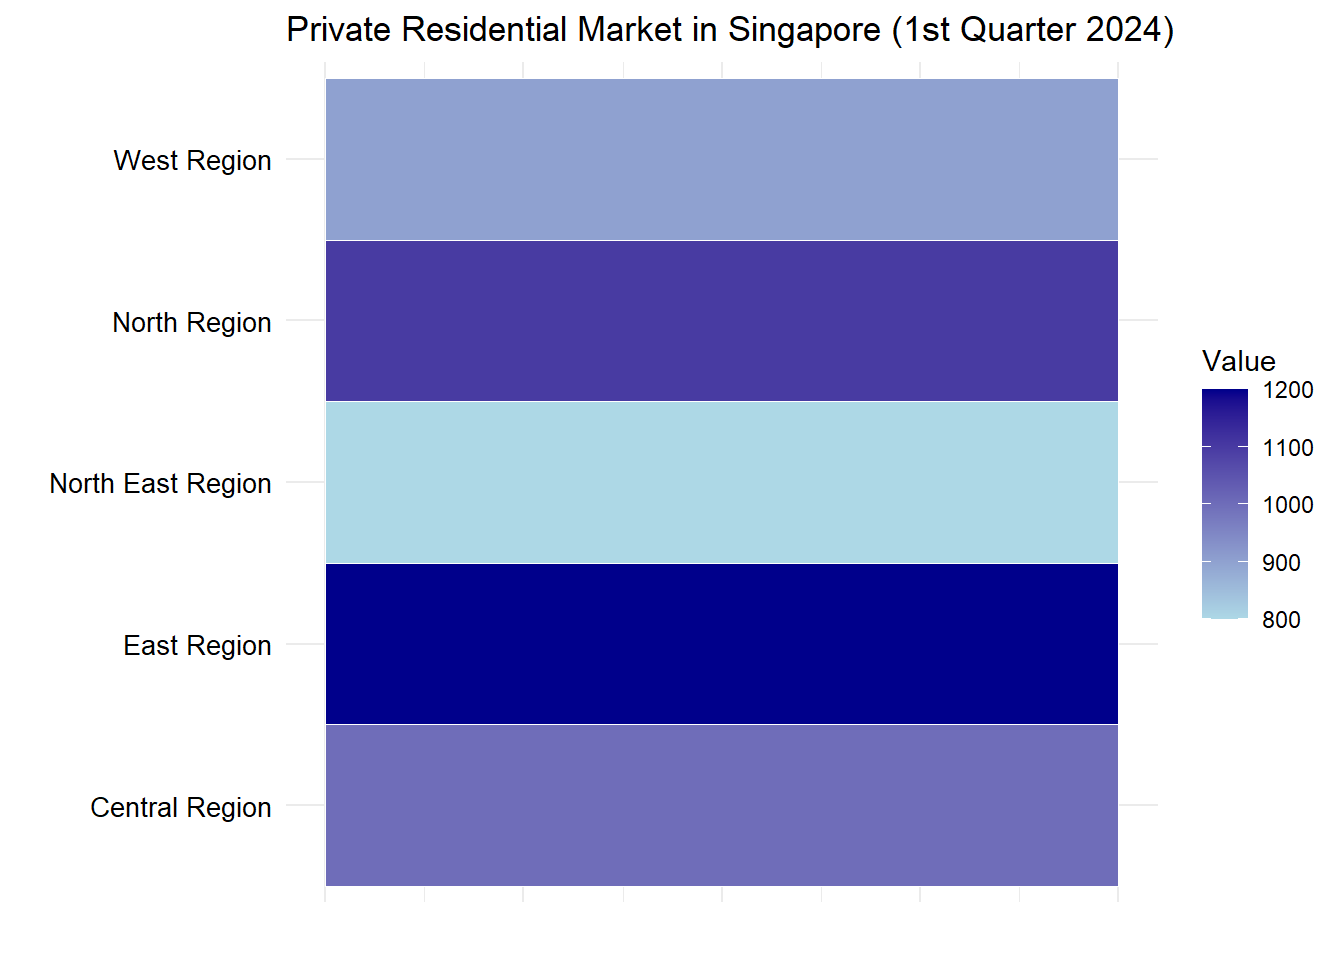 Private Residential Market in Singapore (1st Quarter 2024)
West Region
North Region
North East Region
East Region
Central Region
Value
1200
1100
1000
900
800